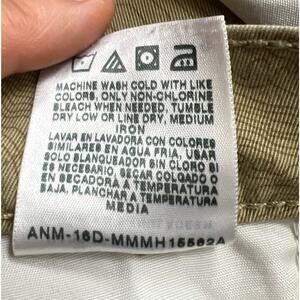 MACHINE WASH COLD WITH LIKE
COLORS, ONLY NON-CHLORINE
BLEACH WHEN NEEDED, TUMBLE
DRY LOW OR LINE DRY, MEDIUM
IRON
LAVAR EN LAVADORA CON COLORES
SIMILARES EN AGUA FRIA, USAR
SOLO BLANQUEADOR SIN CLORO SI
ES NECESARIO, SECAR COLGADO O
EN SECADORA A TEMPERATURA
BAJA, PLANCHAR A TEMPERATURA
MEDIA
ANM-16D-MMMH15562A